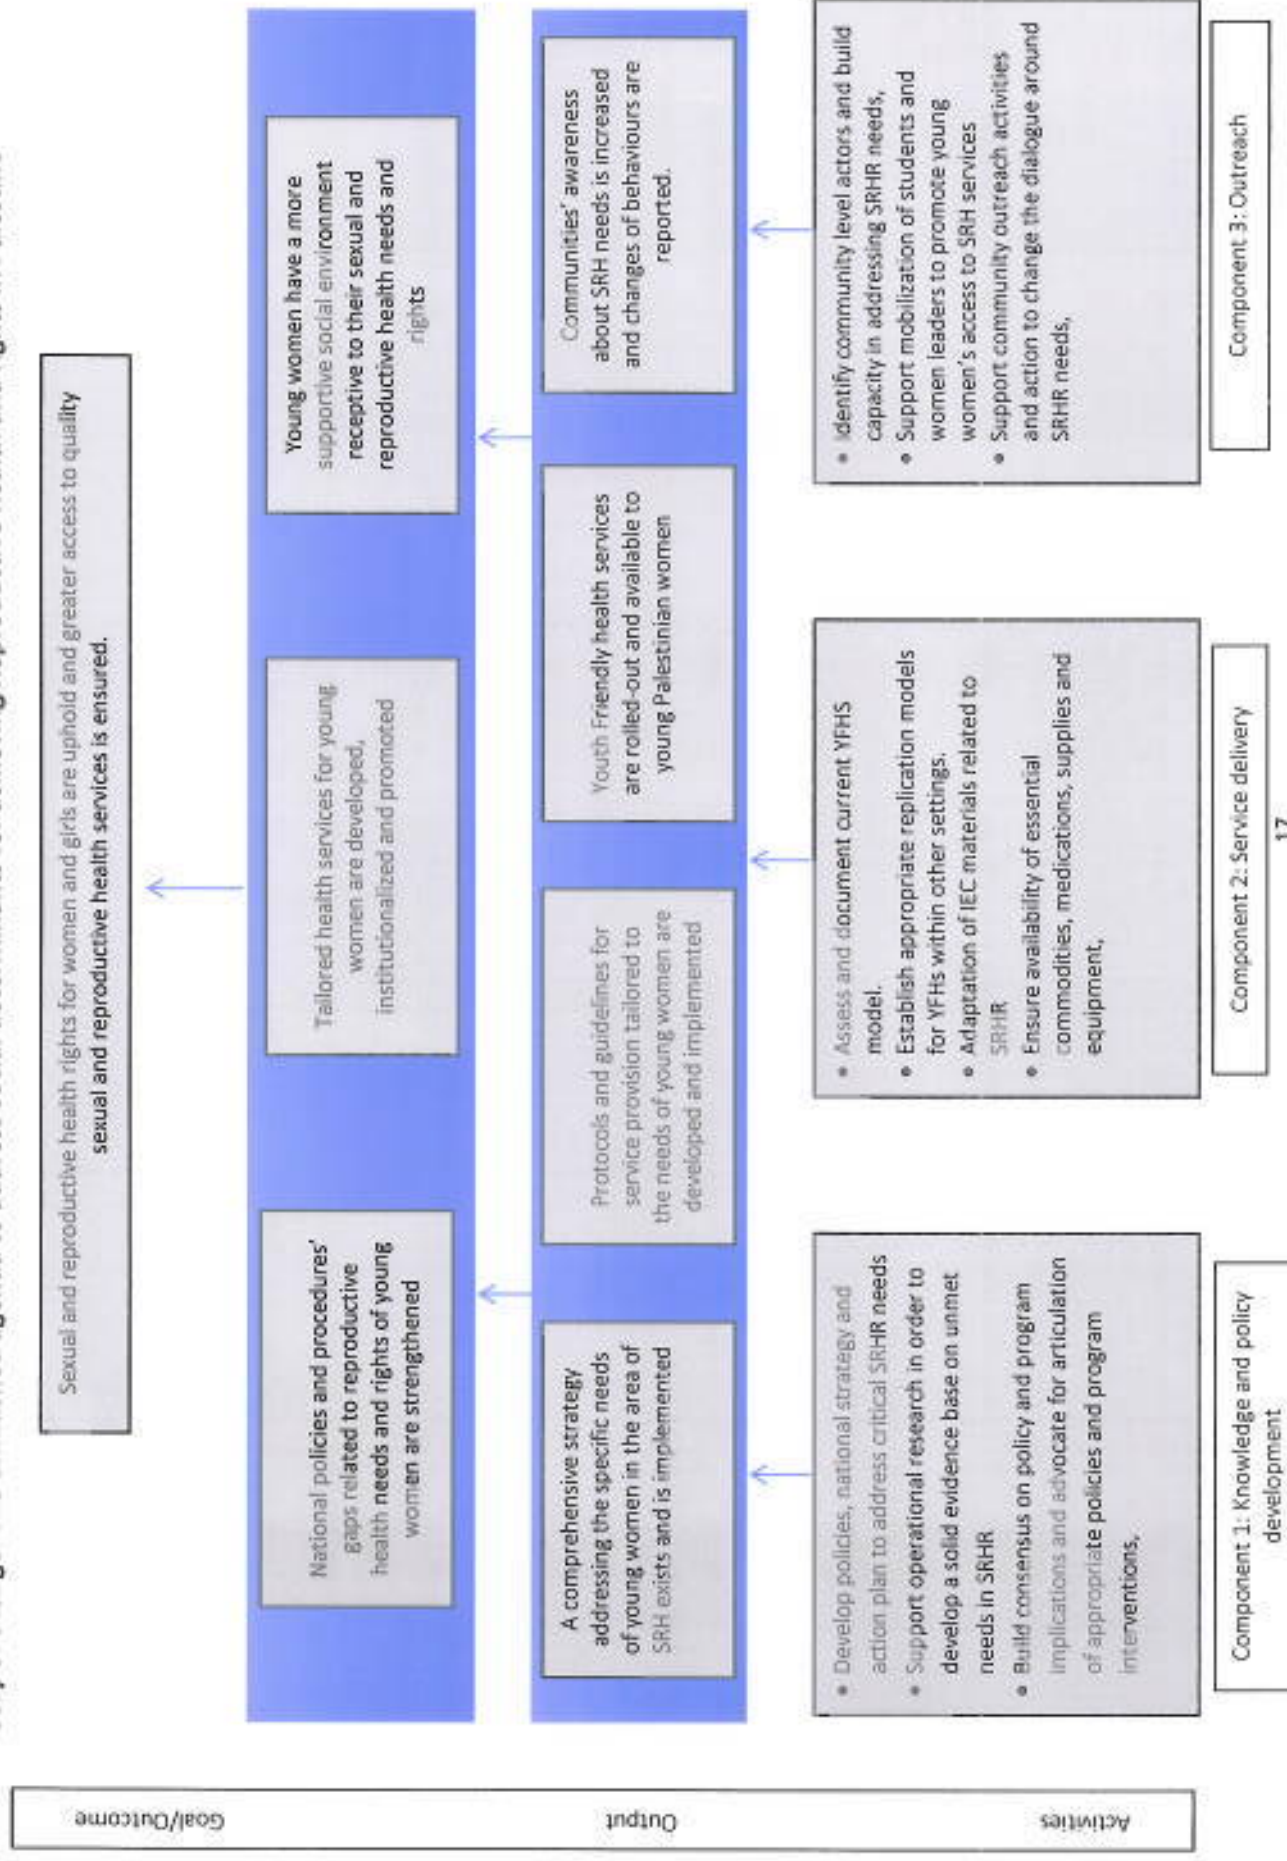 Sexual and reproductive health rights for women and girls are uphold and greater access to quality
sexual and reproductive health services is ensured.
National policies and procedures'
gaps related to reproductive
health needs and rights of young
women are strengthened
Tailored health services for young
women are developed,
institutionalized and promoted
Young women have a more
supportive social environment
receptive to their sexual and
reproductive health needs and
rights
A comprehensive strategy
addressing the specific needs
of young women in the area of
SRH exists and is implemented
Protocols and guidelines for
service provision tailored to
the needs of young women are
developed and implemented
Youth Friendly health services
are rolled-out and available to
young Palestinian women
Communities' awareness
about SRH needs is increased
and changes of behaviours are
reported.
• Develop policies, national strategy and
action plan to address critical SRHR needs
• Support operational research in order to
develop a solid evidence base on unmet
needs in SRHR
• Build consensus on policy and program
implications and advocate for articulation
of appropriate policies and program
interventions,
• Assess and document current YFHS
model.
• Establish appropriate replication models
for YFHs within other settings.
• Adaptation of IEC materials related to
SRHR
• Ensure availability of essential
commodities, medications, supplies and
equipment,
• Identify community level actors and build
capacity in addressing SRHR needs,
• Support mobilization of students and
women leaders to promote young
women's access to SRH services
• Support community outreach activities
and action to change the dialogue around
SRHR needs,
Component 1: Knowledge and policy
development
Component 2: Service delivery
Component 3: Outreach
Goal/Outcome
Output
Activities
17